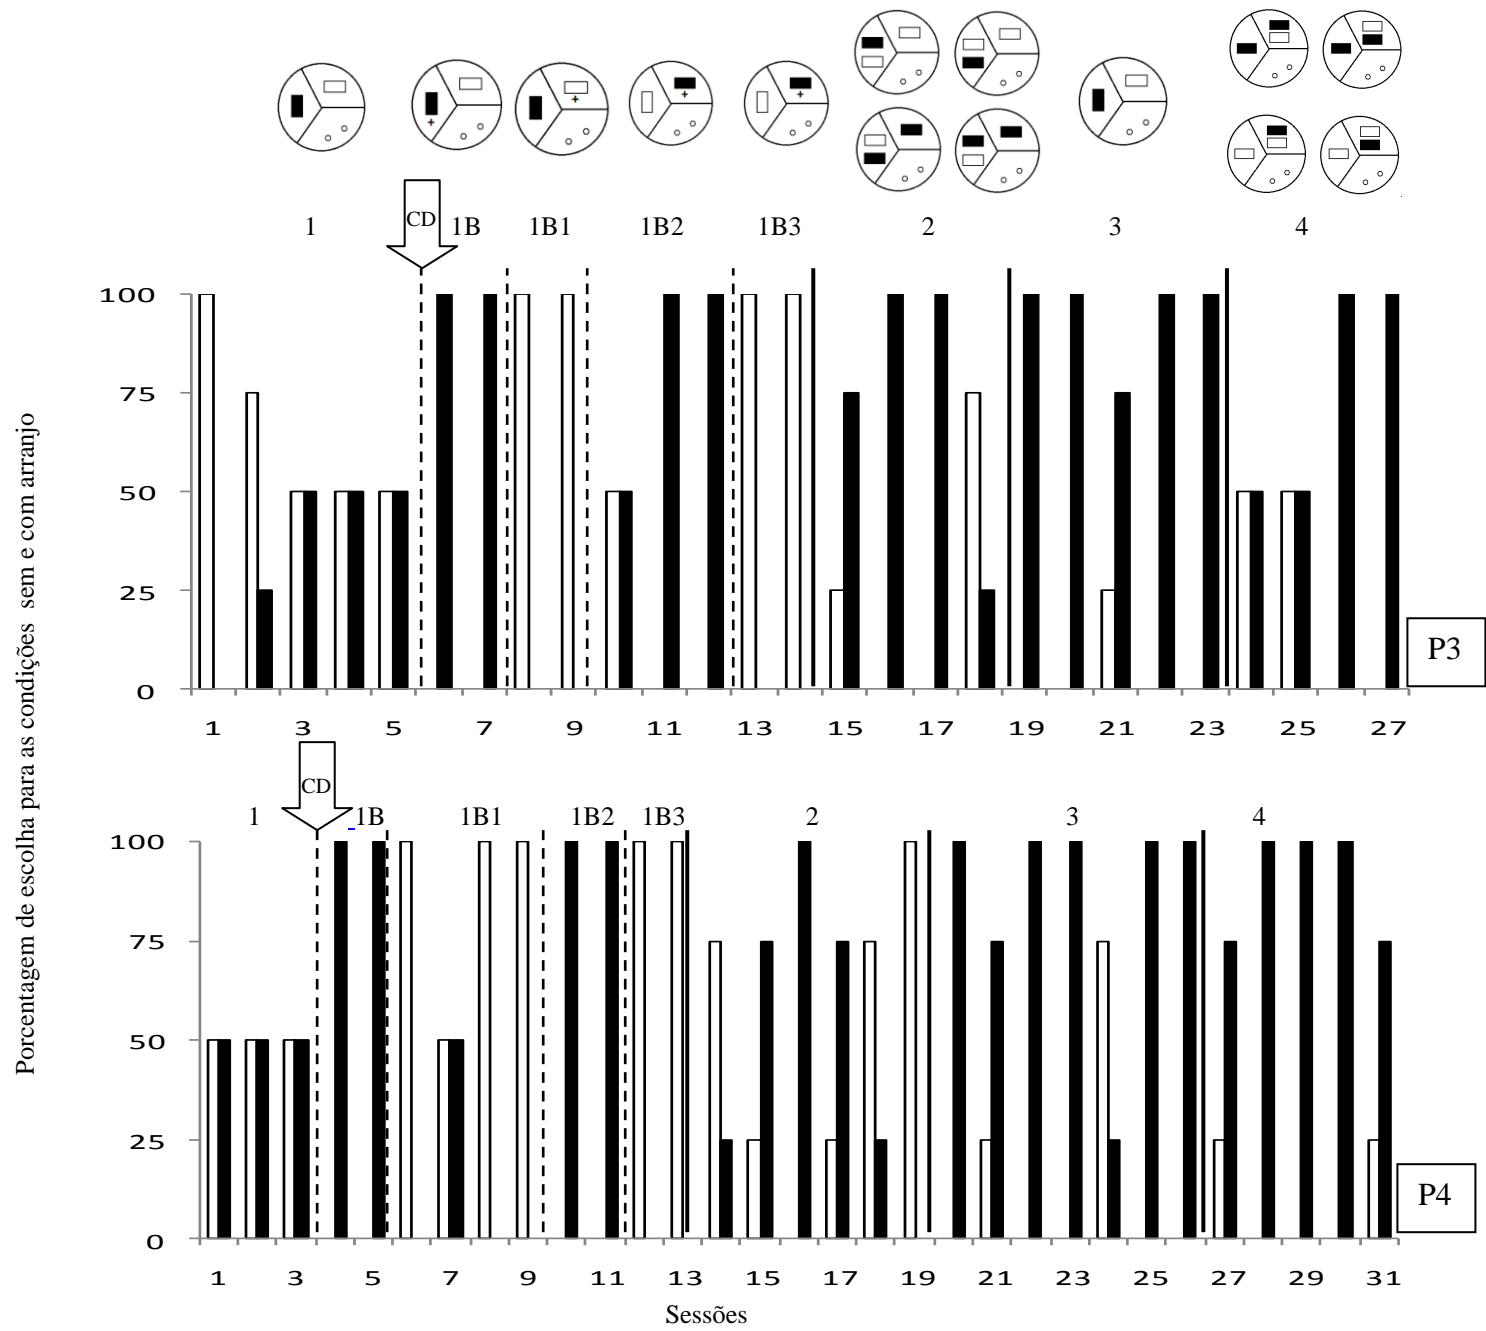 1 CD 1B 1B1 1B2 1B3 2 3 4
100
75
50
25
0
P3
1 3 5 7 9 11 13 15 17 19 21 23 25 27
CD
1 1B 1B1 1B2 1B3 2 3 4
100
75
50
25
0
P4
1 3 5 7 9 11 13 15 17 19 21 23 25 27 29 31
Sessões
Porcentagem de escolha para as condições sem e com arranjo